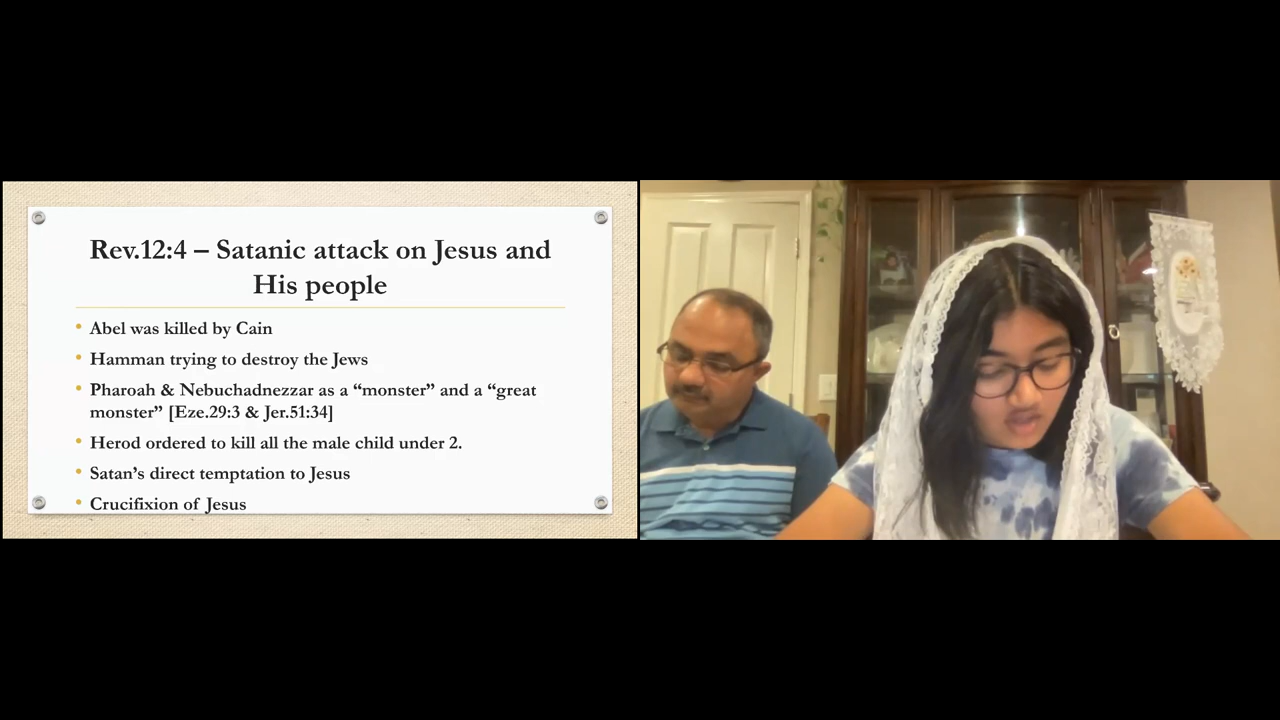 Rev.12:4 – Satanic attack on Jesus and
His people
• Abel was killed by Cain
• Hamman trying to destroy the Jews
• Pharoah & Nebuchadnezzar as a “monster” and a “great
monster” [Eze.29:3 & Jer.51:34]
• Herod ordered to kill all the male child under 2.
• Satan’s direct temptation to Jesus
• Crucifixion of Jesus